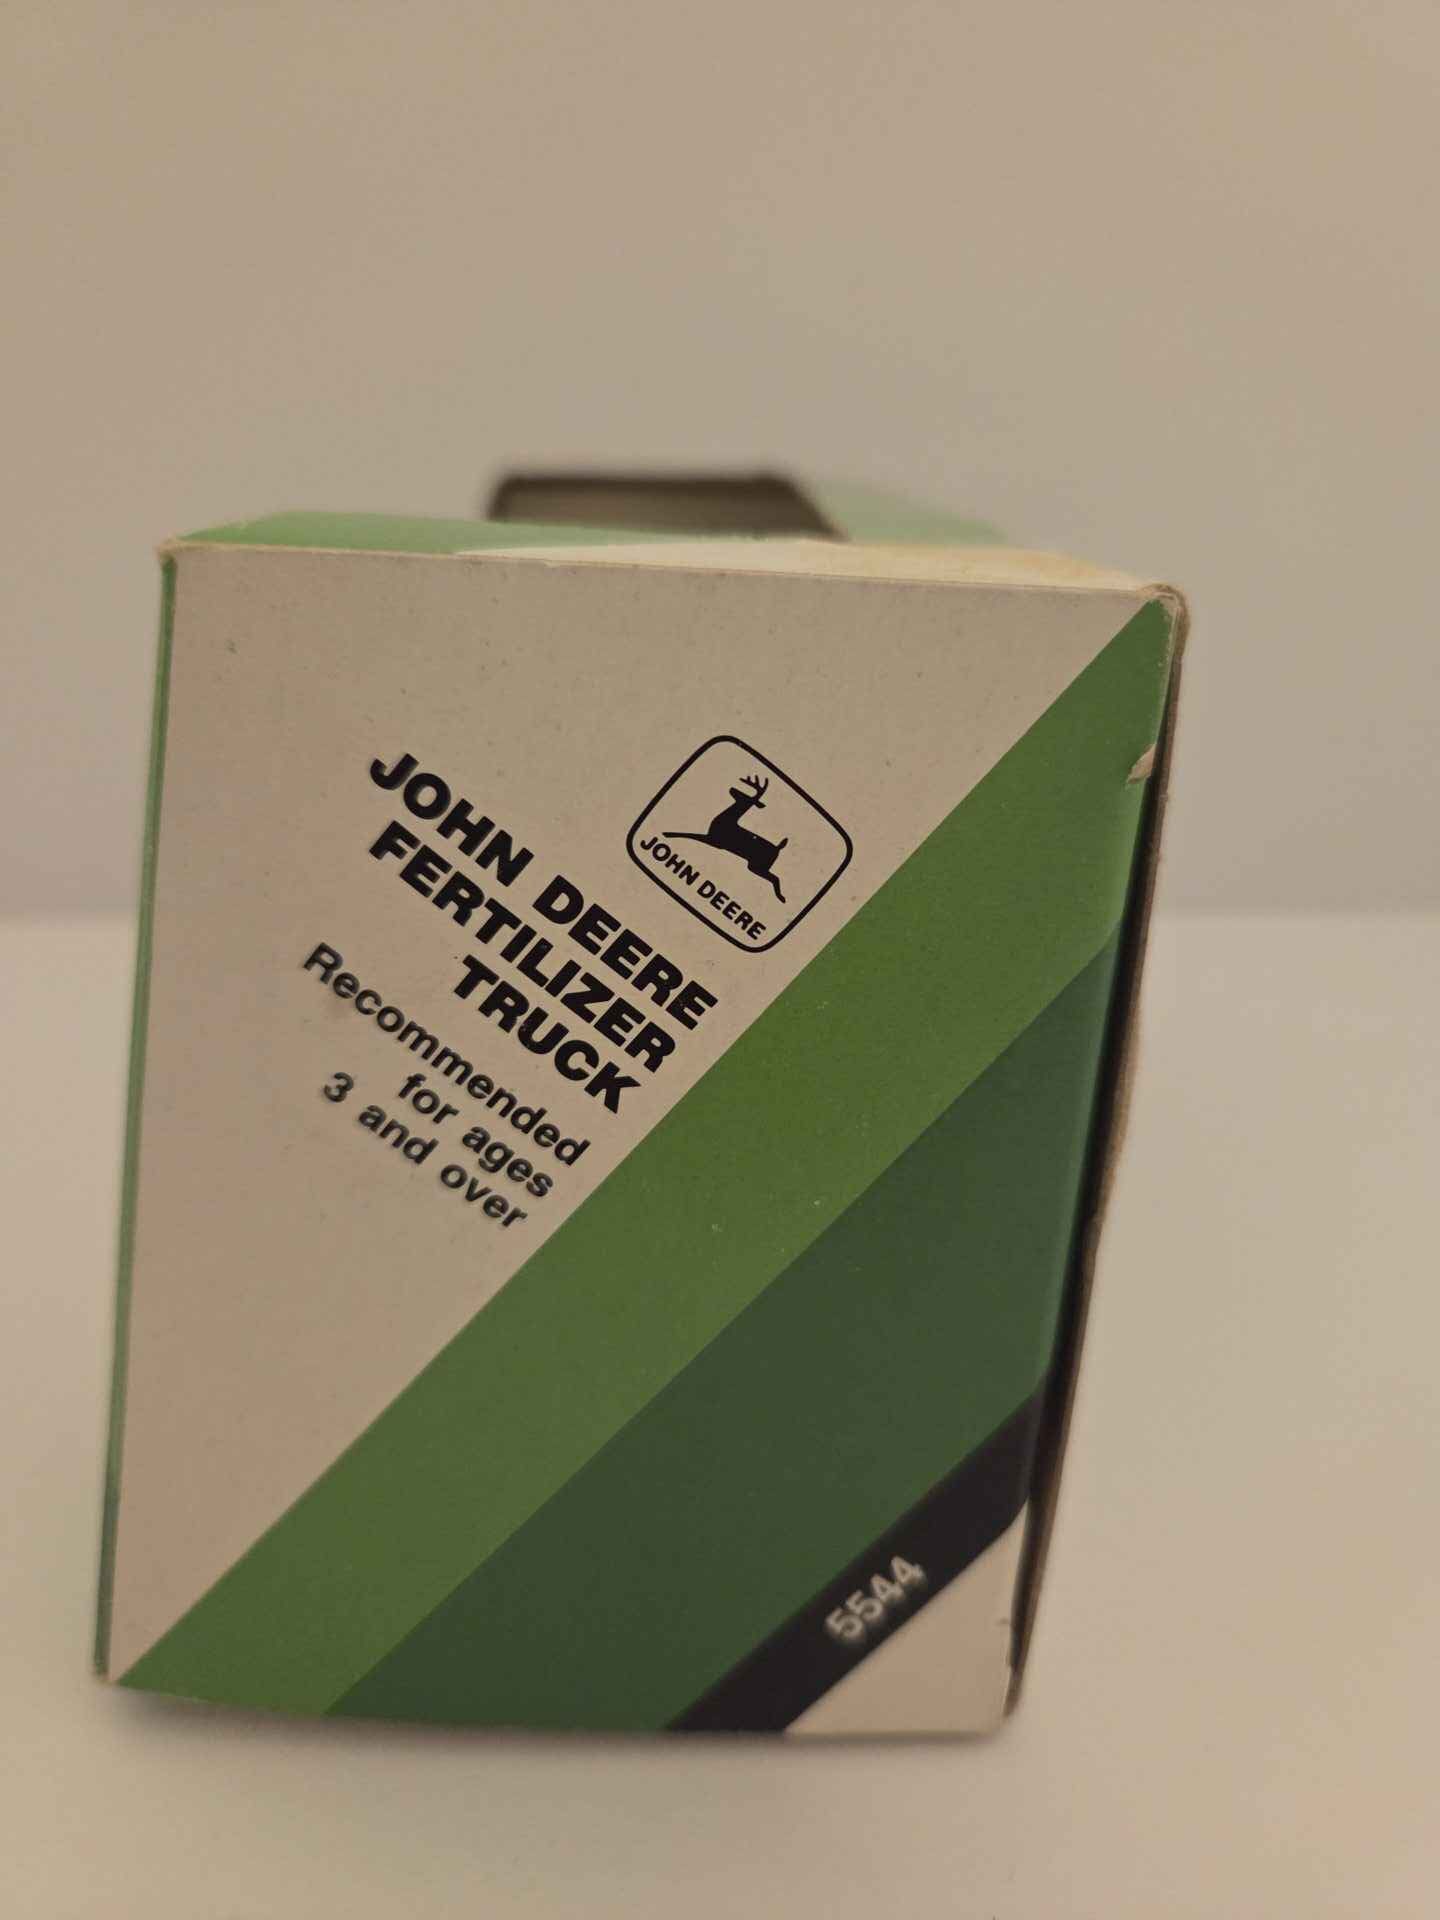 JOHN DEERE
JOHN DEERE
FERTILIZER
TRUCK
Recommended
for ages
3 and over
5544